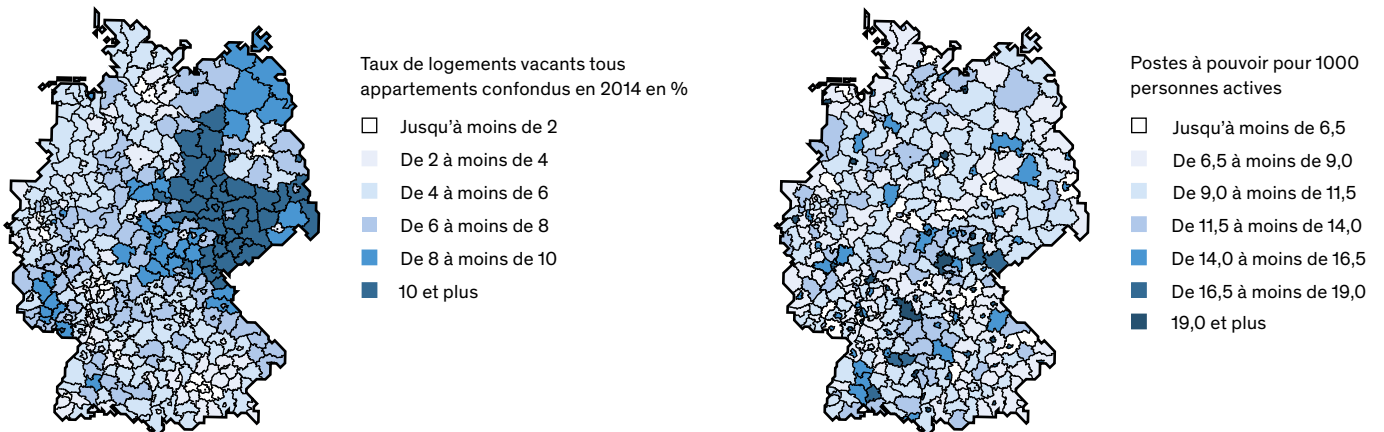 Taux de logements vacants tous
appartements confondus en 2014 en %
Jusqu'à moins de 2
De 2 à moins de 4
De 4 à moins de 6
De 6 à moins de 8
De 8 à moins de 10
10 et plus
Postes à pouvoir pour 1000
personnes actives
Jusqu'à moins de 6,5
De 6,5 à moins de 9,0
De 9,0 à moins de 11,5
De 11,5 à moins de 14,0
De 14,0 à moins de 16,5
De 16,5 à moins de 19,0
19,0 et plus